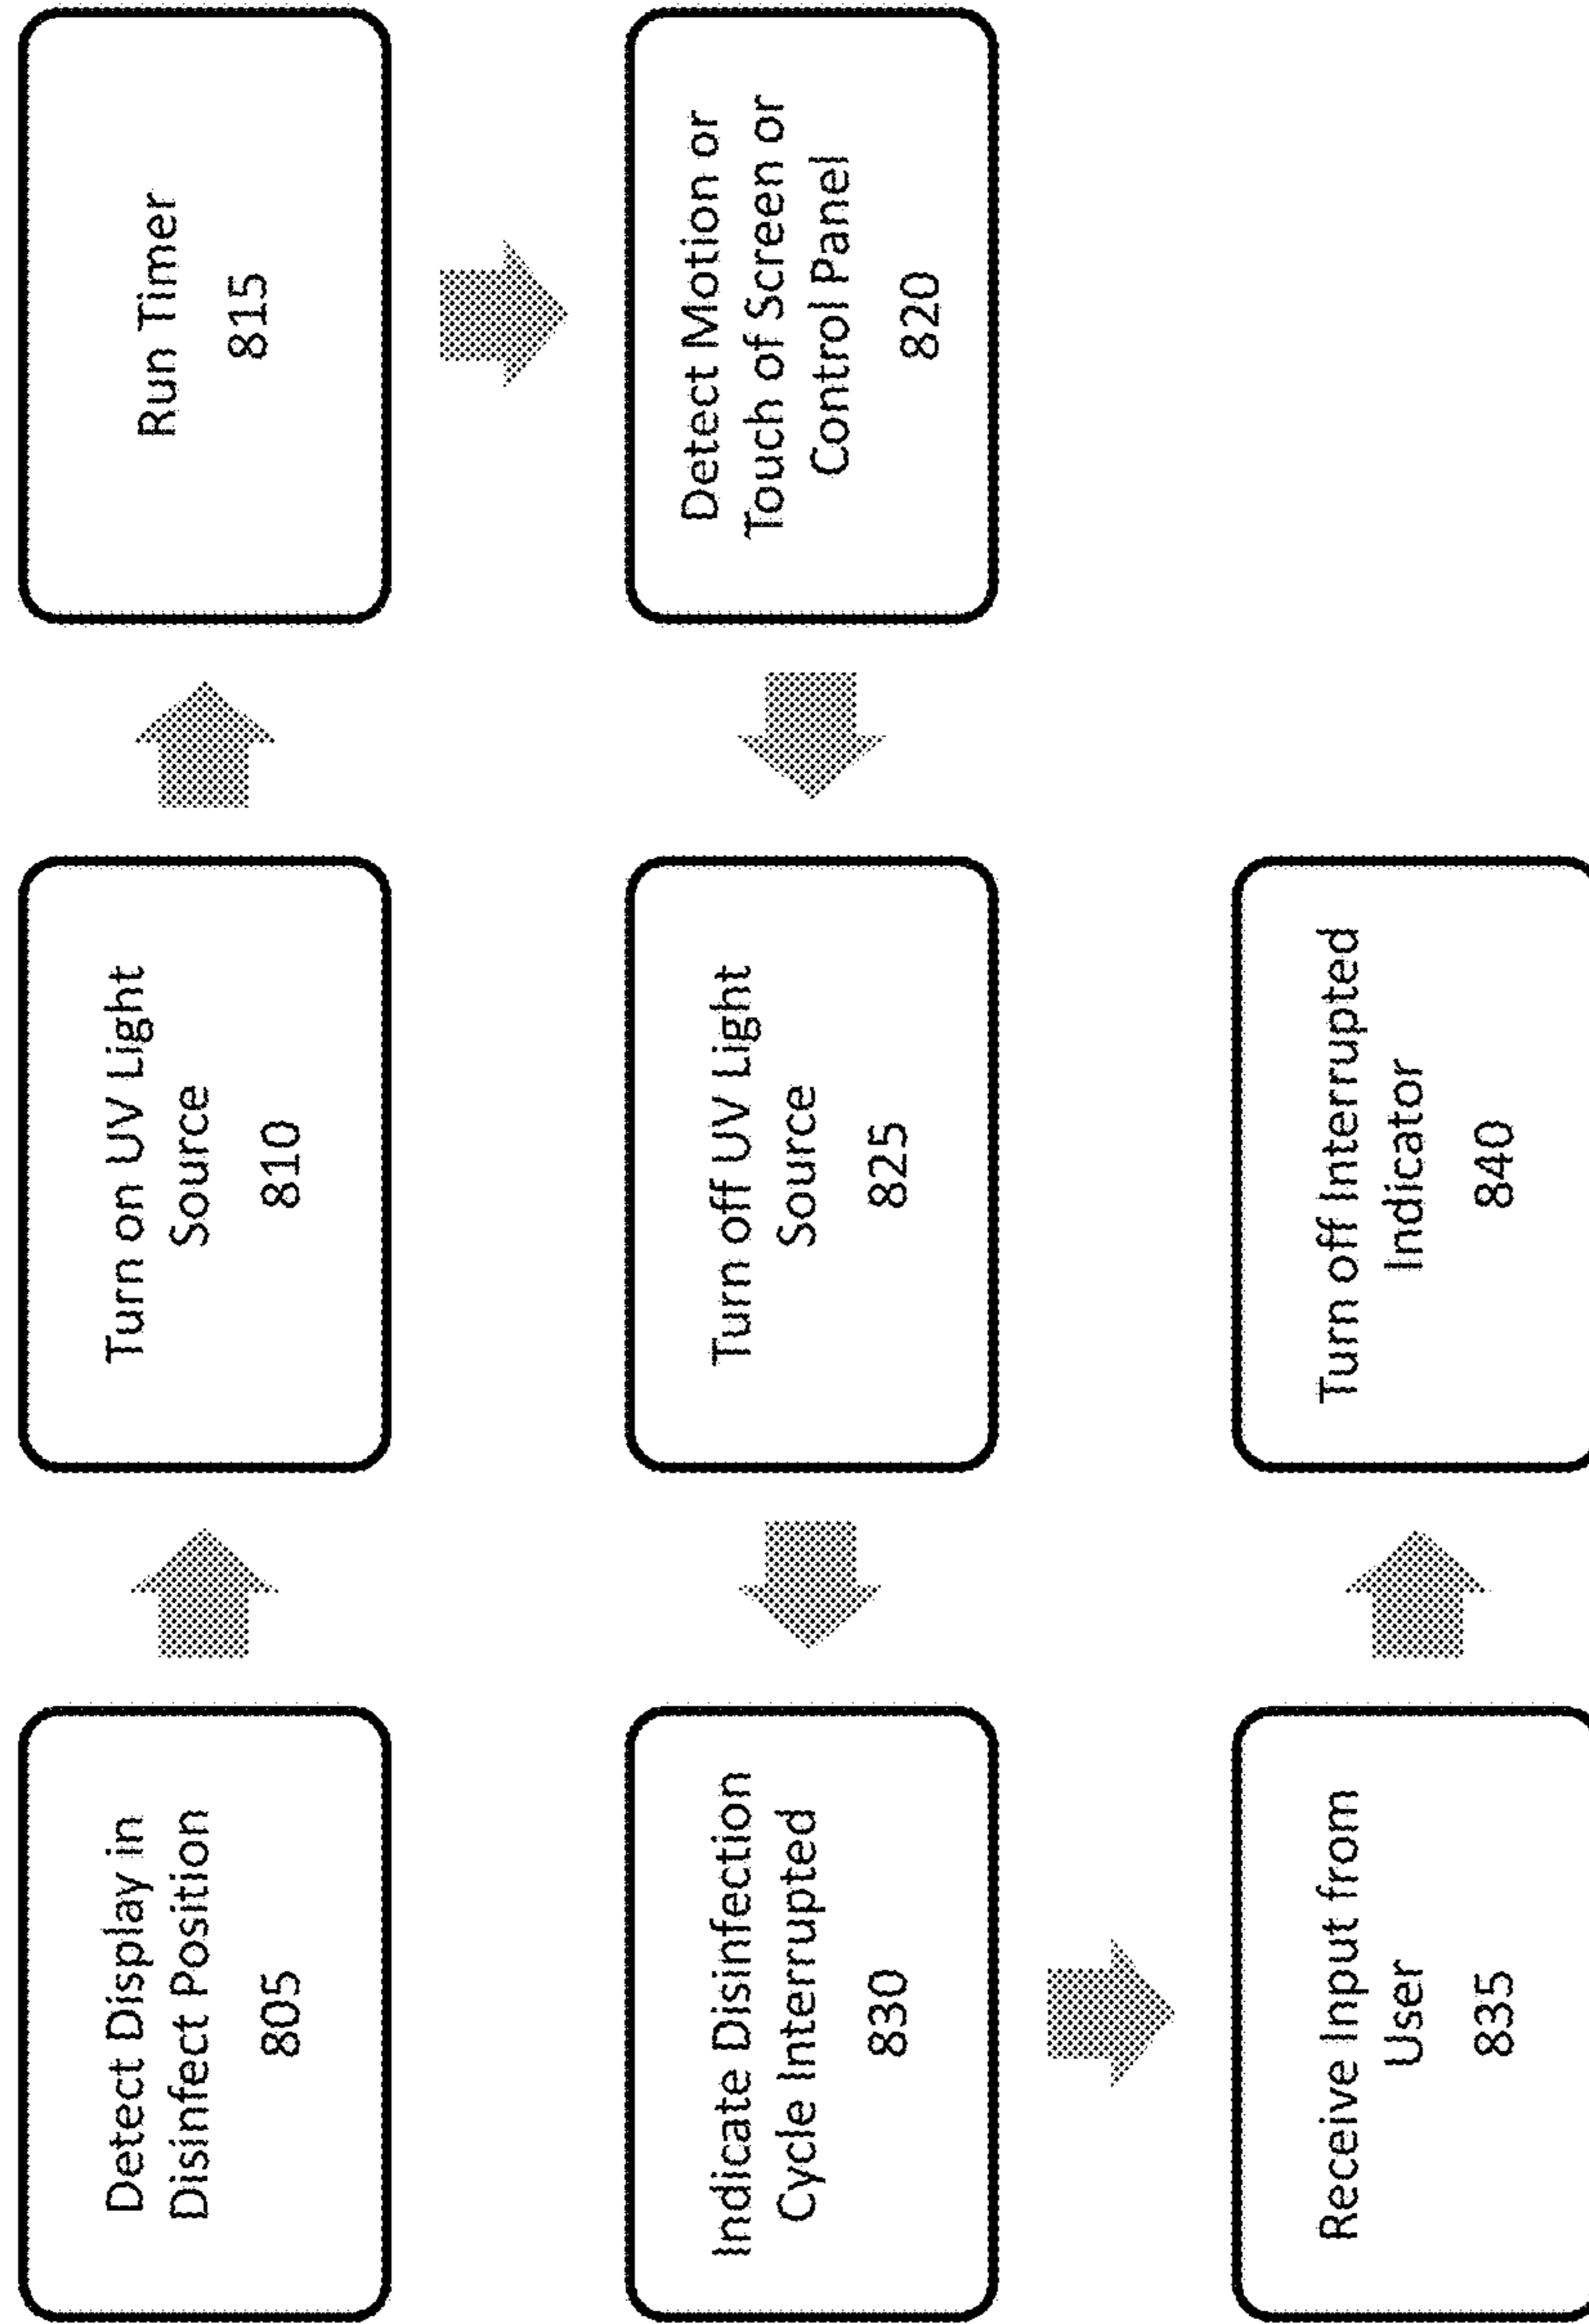 Detect Display in
Disinfect Position
805
Turn on UV Light
Source
810
Run Timer
815
Detect Motion or
Touch of Screen or
Control Panel
820
Turn off UV Light
Source
825
Indicate Disinfection
Cycle Interrupted
830
Receive Input from
User
835
Turn off Interrupted
Indicator
840